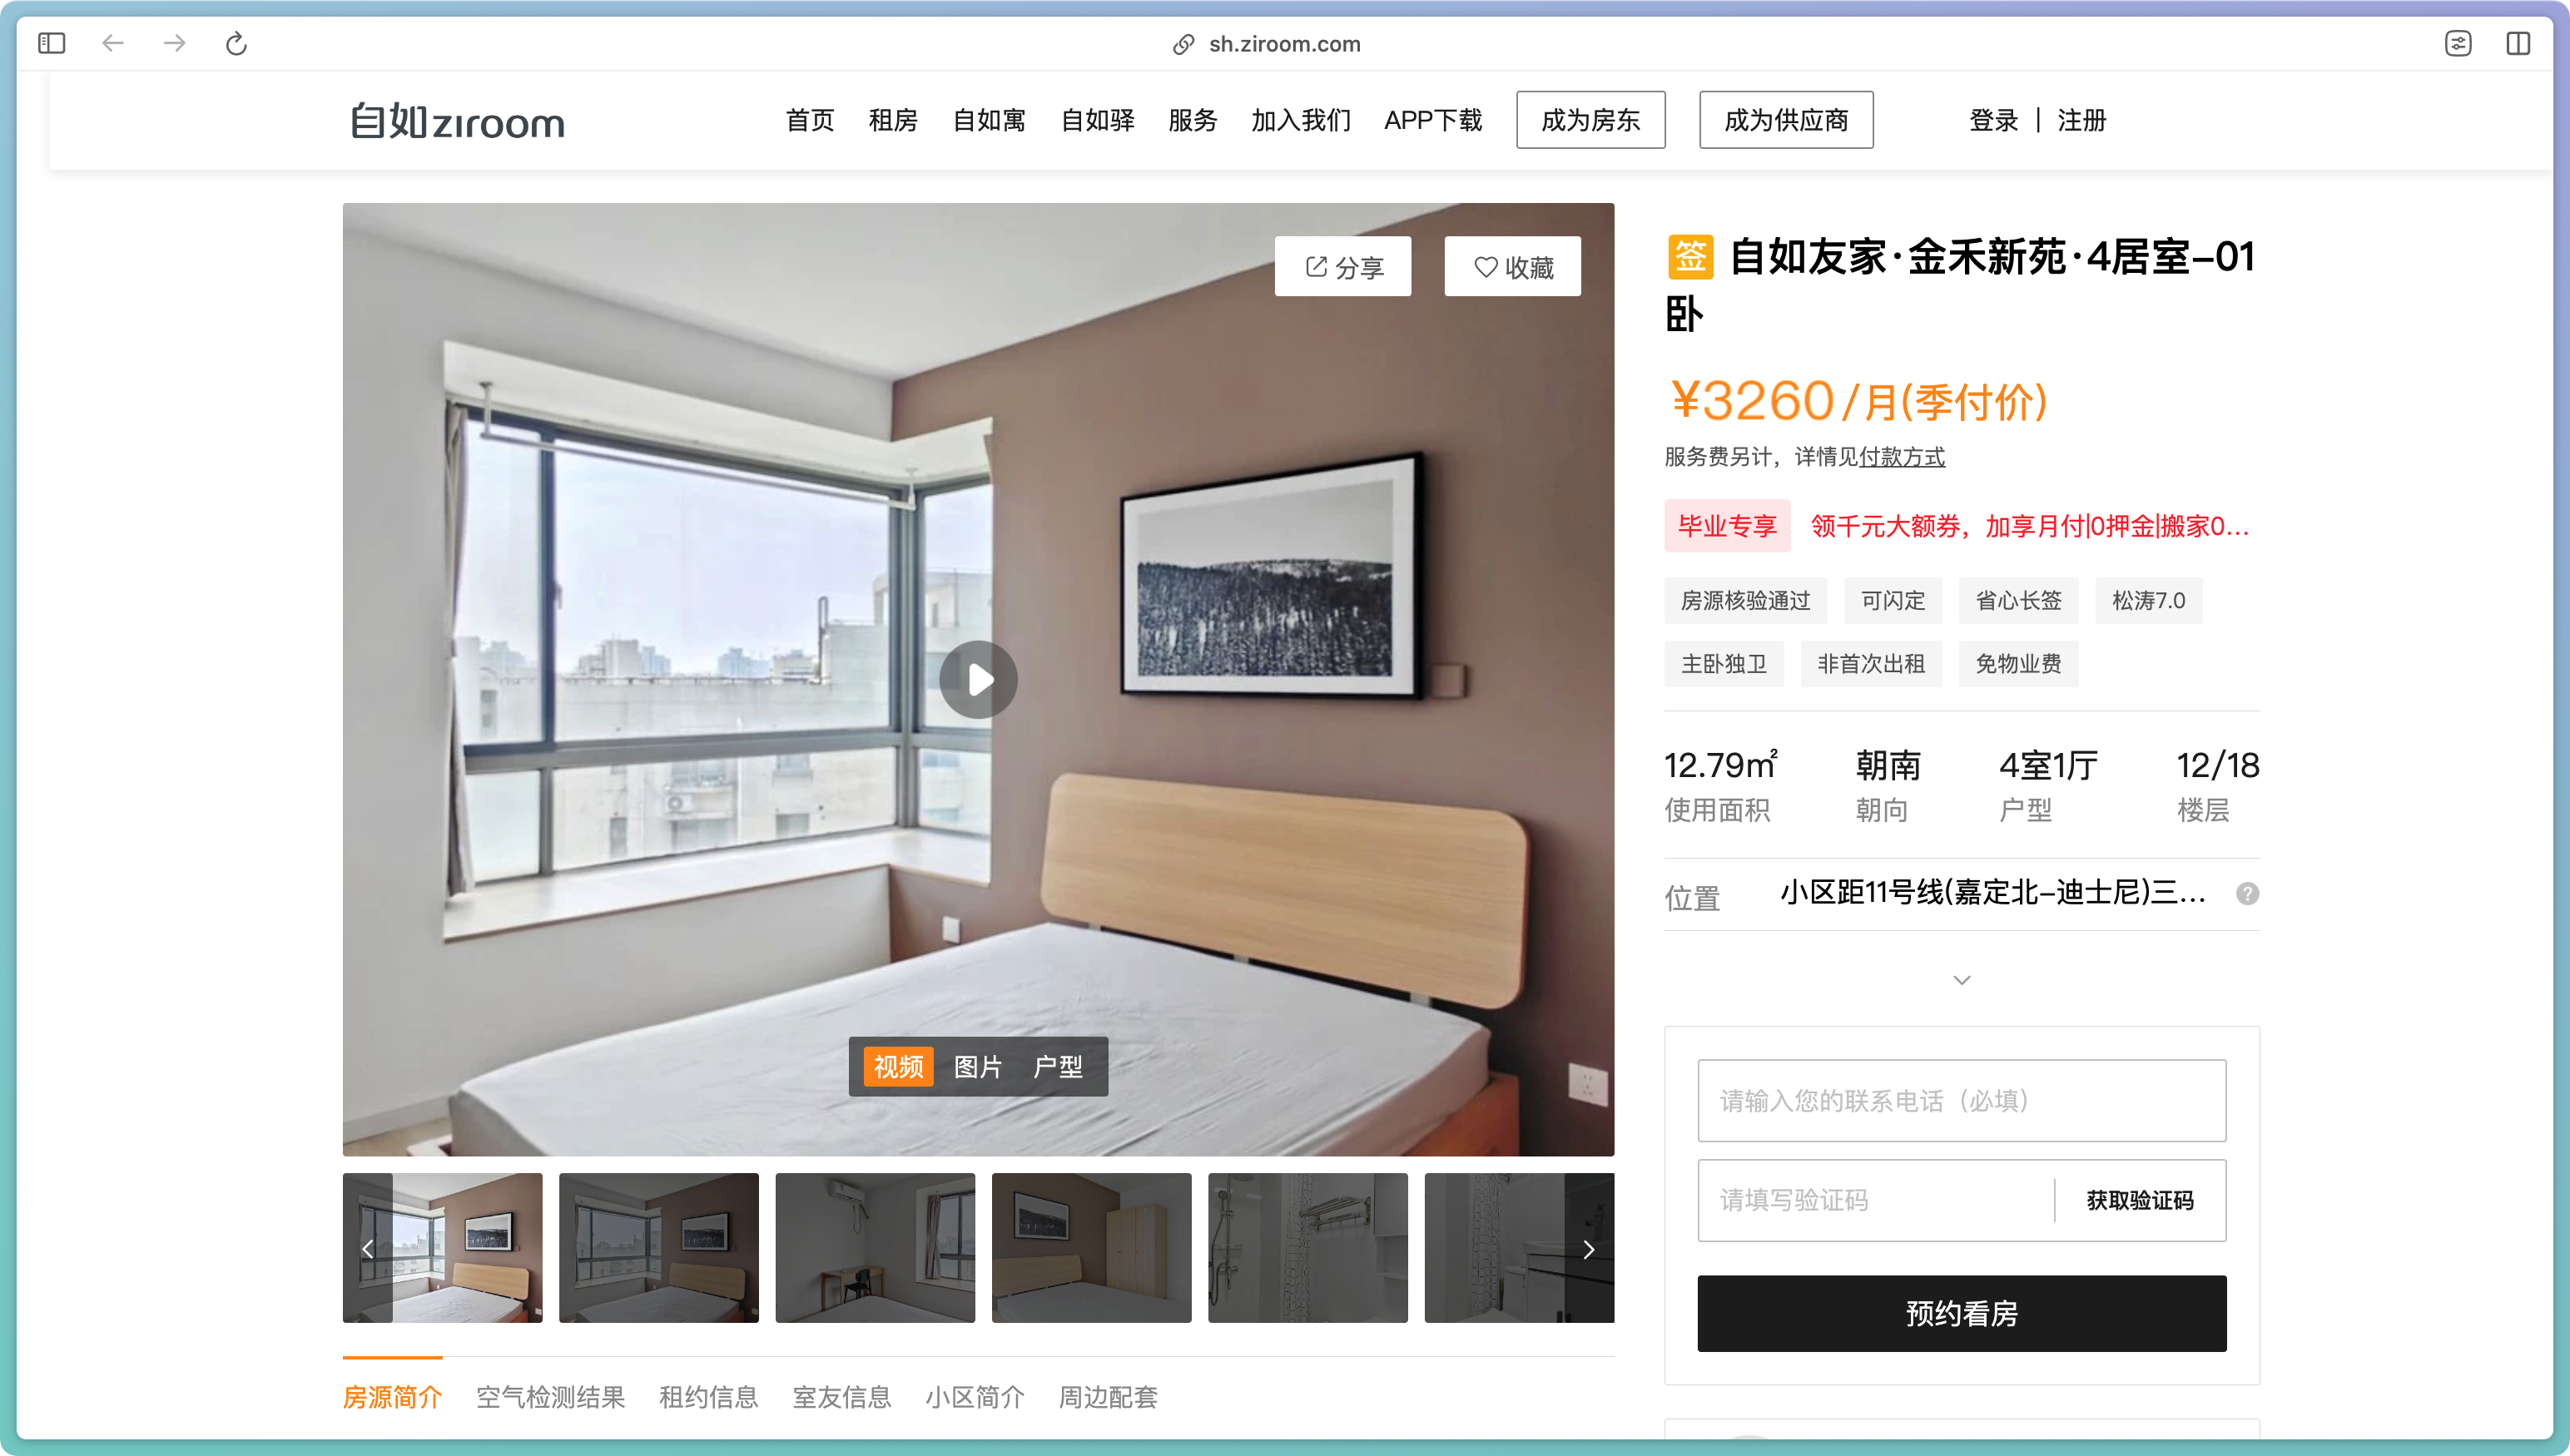 sh.ziroom.com
自如ziroom
首页 租房 自如寓 自如驿 服务 加入我们 APP下载 成为房东 成为供应商 登录 | 注册
分享 收藏
签 自如友家·金禾新苑·4居室-01
卧
¥3260/月(季付价)
服务费另计，详情见付款方式
毕业专享 领千元大额券，加享月付|0押金|搬家0...
房源核验通过 可闪定 省心长签 松涛7.0
主卧独卫 非首次出租 免物业费
12.79㎡ 朝南 4室1厅 12/18
使用面积 朝向 户型 楼层
位置 小区距11号线(嘉定北-迪士尼)三... ?
视频 图片 户型
请输入您的联系电话（必填）
请填写验证码 获取验证码
预约看房
房源简介 空气检测结果 租约信息 室友信息 小区简介 周边配套